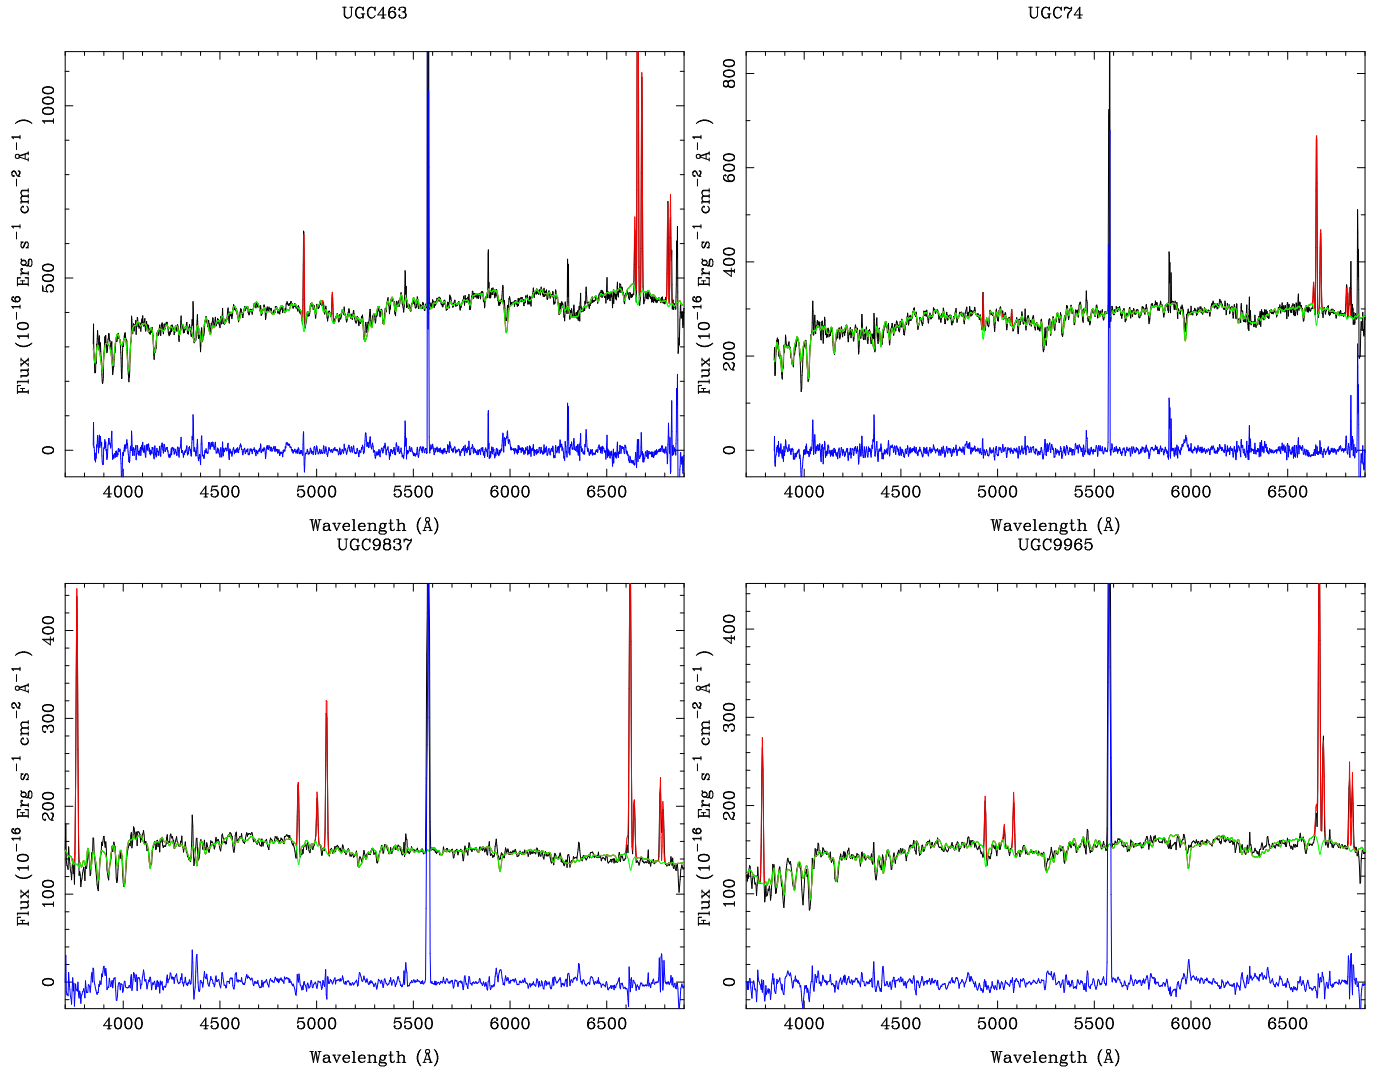 UGC463
UGC74
Flux (10⁻¹⁶ Erg s⁻¹ cm⁻² Å⁻¹ )
0 500 1000
4000 4500 5000 5500 6000 6500
Wavelength (Å)
Flux (10⁻¹⁶ Erg s⁻¹ cm⁻² Å⁻¹ )
0 200 400 600 800
4000 4500 5000 5500 6000 6500
Wavelength (Å)
UGC9837
UGC9965
Flux (10⁻¹⁶ Erg s⁻¹ cm⁻² Å⁻¹ )
0 100 200 300 400
4000 4500 5000 5500 6000 6500
Wavelength (Å)
Flux (10⁻¹⁶ Erg s⁻¹ cm⁻² Å⁻¹ )
0 100 200 300 400
4000 4500 5000 5500 6000 6500
Wavelength (Å)